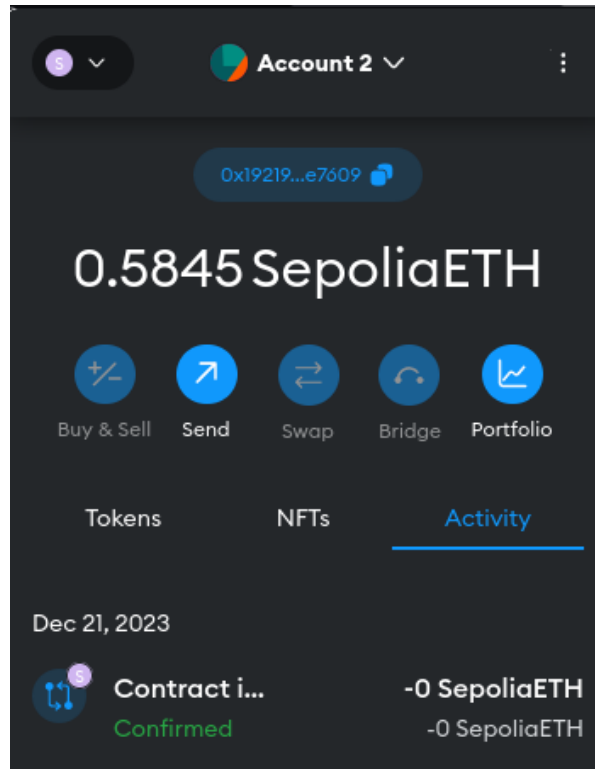 S
Account 2
0x19219...e7609
0.5845 SepoliaETH
+/-
Buy & Sell Send Swap Bridge Portfolio
Tokens NFTs Activity
Dec 21, 2023
S
Contract i... -0 SepoliaETH
Confirmed -0 SepoliaETH